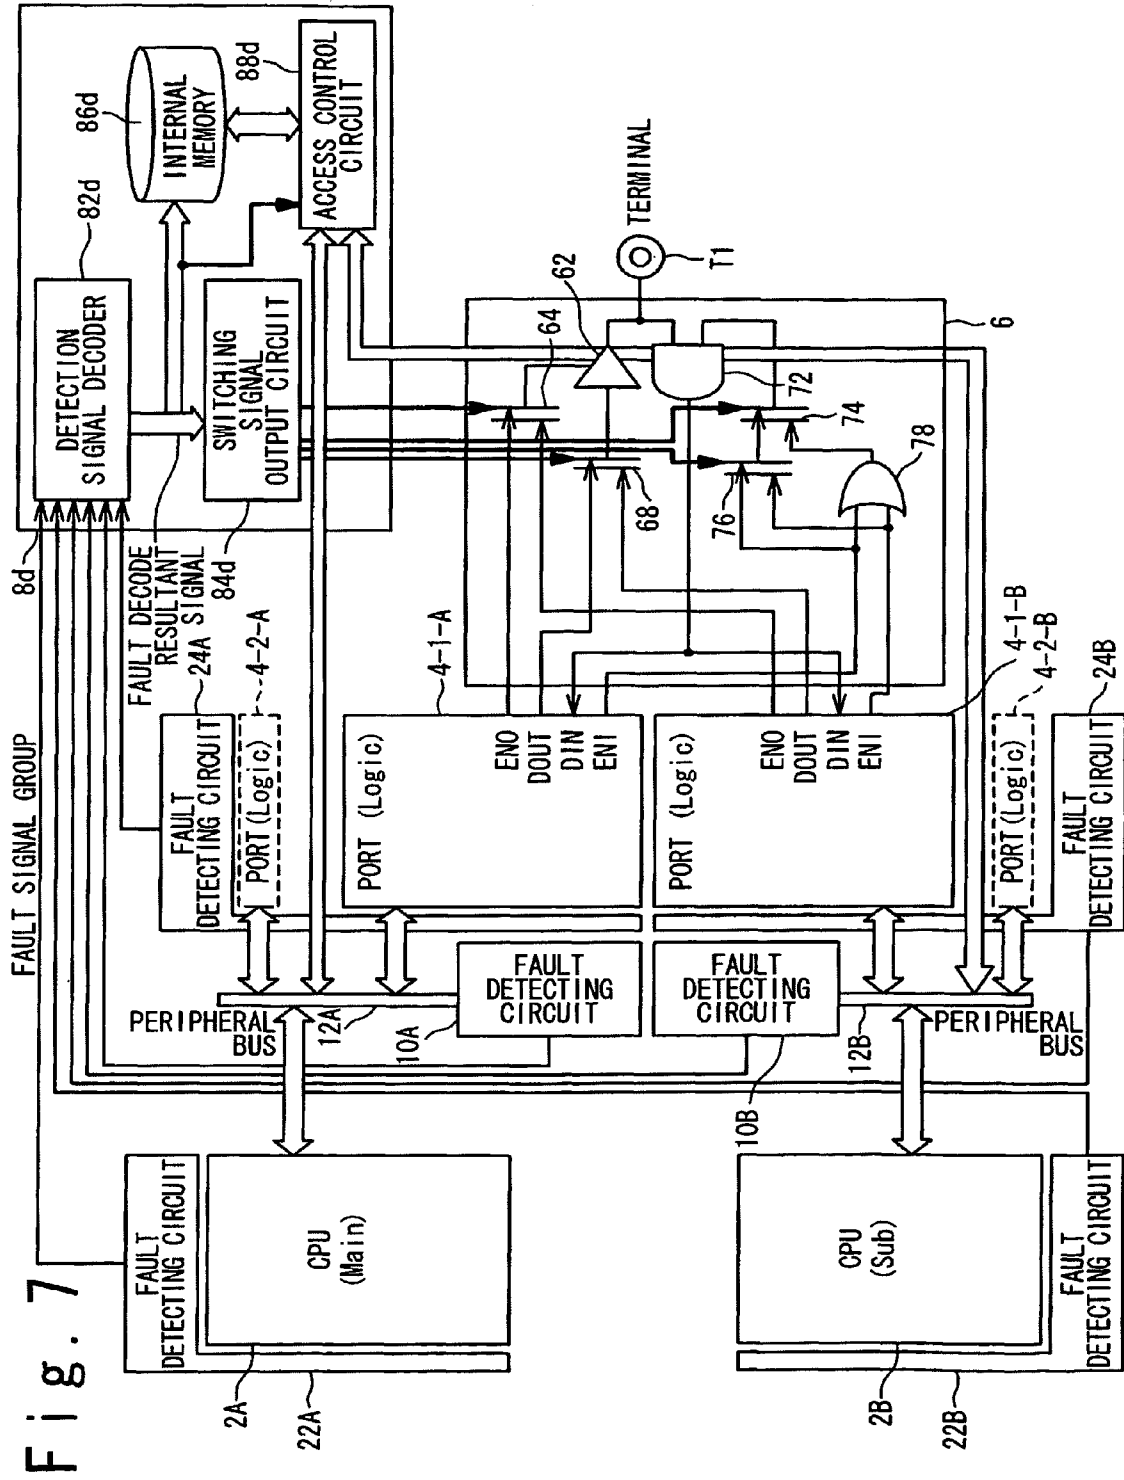 Fig. 7
FAULT SIGNAL GROUP
8d
DETECTION
SIGNAL DECODER
82d
86d
INTERNAL
MEMORY
88d
ACCESS CONTROL
CIRCUIT
SWITCHING
SIGNAL
OUTPUT CIRCUIT
84d
FAULT DECODE
RESULTANT
SIGNAL
24A
FAULT
DETECTING CIRCUIT
4-2-A
PORT (Logic)
4-1-A
PORT (Logic)
ENO
DOUT
DIN
ENI
PORT (Logic)
ENO
DOUT
DIN
ENI
4-1-B
4-2-B
PORT (Logic)
24B
FAULT
DETECTING CIRCUIT
62
64
68
72
74
76
78
6
TERMINAL
T1
PERIPHERAL
BUS
12A
10A
FAULT
DETECTING
CIRCUIT
FAULT
DETECTING
CIRCUIT
10B
12B
PERIPHERAL
BUS
FAULT
DETECTING CIRCUIT
CPU
(Main)
2A
22A
CPU
(Sub)
2B
22B
FAULT
DETECTING CIRCUIT